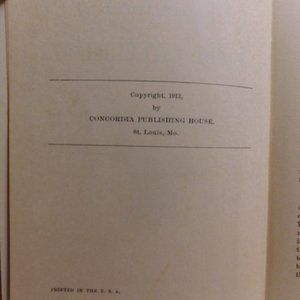 Copyright, 1912,
by
CONCORDIA PUBLISHING HOUSE,
St. Louis, Mo.
PRINTED IN THE U. S. A.